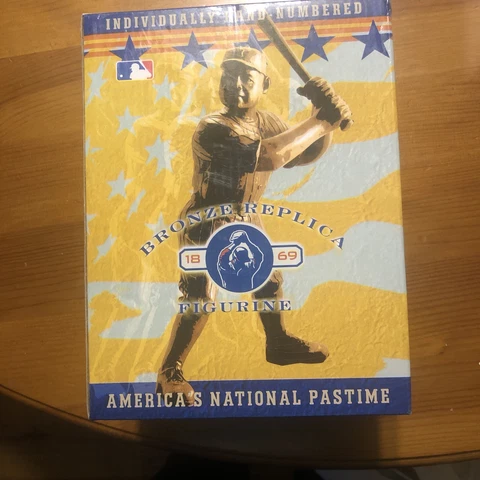 INDIVIDUALLY HAND-NUMBERED
BRONZE REPLICA
18 69
FIGURINE
AMERICA'S NATIONAL PASTIME